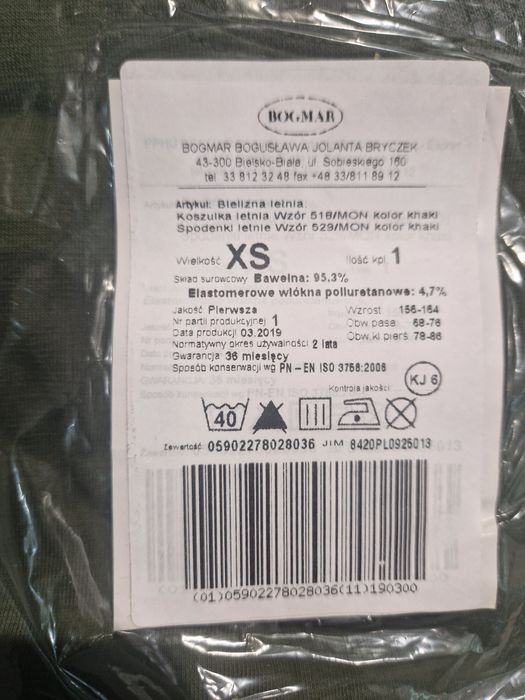 BOGMAR
BOGMAR BOGUSŁAWA JOLANTA BRYCZEK
43-300 Bielsko-Biała, ul. Sobieskiego 160
tel. 33 812 32 48 fax +48 33/811 89 12
Artykuł: Bielizna letnia:
Koszulka letnia Wzór 518/MON kolor khaki
Spodenki letnie Wzór 529/MON kolor khaki
Wielkość XS Ilość kpl. 1
Skład surowcowy Bawełna: 95,3%
Elastomerowe włókna poliuretanowe: 4,7%
Jakość Pierwsza Wzrost 156-164
Nr partii produkcyjnej 1 Obw.pasa 68-76
Data produkcji 03.2019 Obw.kl.piers. 78-86
Normatywny okres używalności 2 lata
Gwarancja: 36 miesięcy
Sposób konserwacji wg PN-EN ISO 3758:2006
Kontrola jakości: KJ 6
40
Zawartość: 05902278028036 JIM 8420PL0925013
(01)05902278028036(11)190300